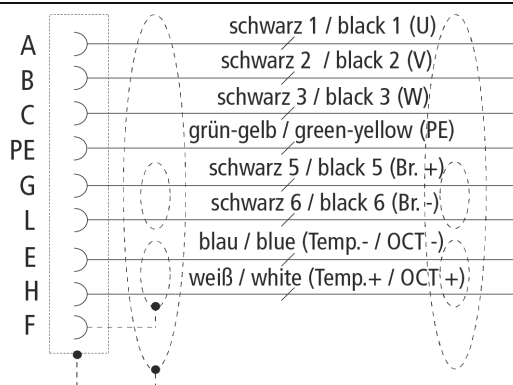 A schwarz 1 / black 1 (U)
B schwarz 2 / black 2 (V)
C schwarz 3 / black 3 (W)
PE grün-gelb / green-yellow (PE)
G schwarz 5 / black 5 (Br. +)
L schwarz 6 / black 6 (Br. -)
E blau / blue (Temp.- / OCT -)
H weiß / white (Temp.+ / OCT +)
F